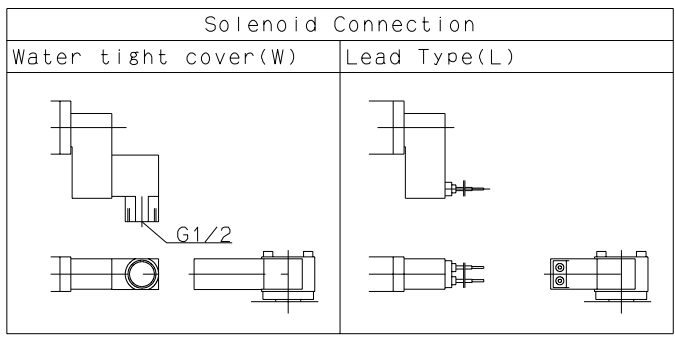 Solenoid Connection
Water tight cover(W)
Lead Type(L)
G1/2